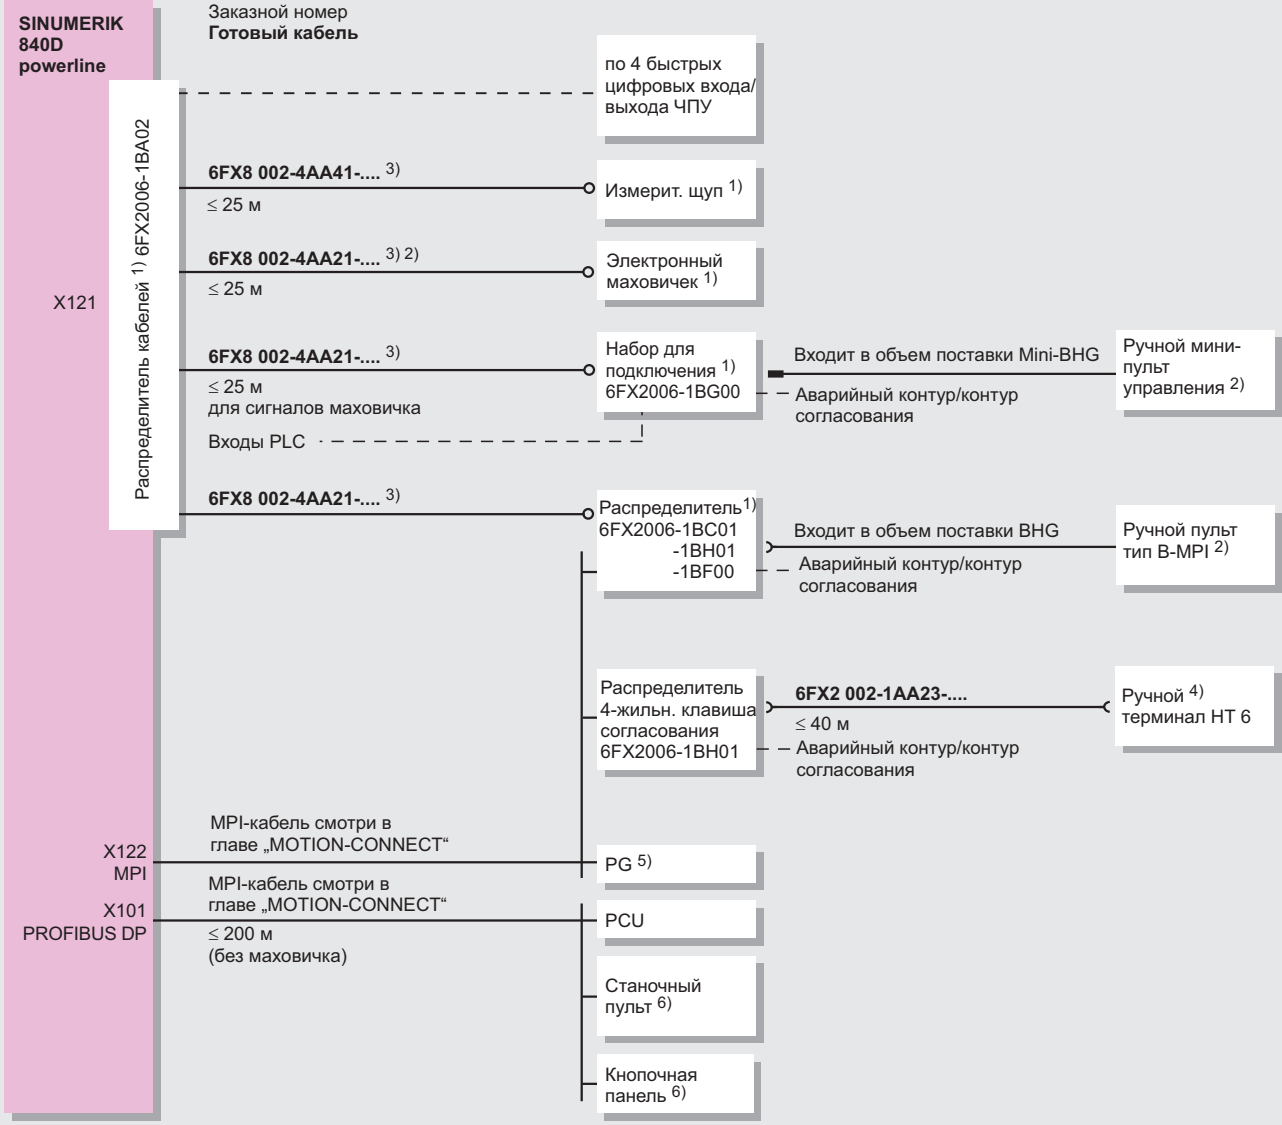 SINUMERIK
840D
powerline
Заказной номер
Готовый кабель
по 4 быстрых
цифровых входа/
выхода ЧПУ
X121
Распределитель кабелей 1) 6FX2006-1BA02
6FX8 002-4AA41-.... 3)
≤ 25 м
Измерит. щуп 1)
6FX8 002-4AA21-.... 3) 2)
≤ 25 м
Электронный
маховичек 1)
6FX8 002-4AA21-.... 3)
≤ 25 м
для сигналов маховичка
Входы PLC
Набор для
подключения 1)
6FX2006-1BG00
Входит в объем поставки Mini-BHG
Аварийный контур/контур
согласования
Ручной мини-
пульт
управления 2)
6FX8 002-4AA21-.... 3)
Распределитель1)
6FX2006-1BC01
-1BH01
-1BF00
Входит в объем поставки BHG
Аварийный контур/контур
согласования
Ручной пульт
тип B-MPI 2)
Распределитель
4-жильн. клавиша
согласования
6FX2006-1BH01
6FX2 002-1AA23-....
≤ 40 м
Аварийный контур/контур
согласования
Ручной 4)
терминал HT 6
X122
MPI
MPI-кабель смотри в
главе „MOTION-CONNECT“
PG 5)
X101
PROFIBUS DP
MPI-кабель смотри в
главе „MOTION-CONNECT“
≤ 200 м
(без маховичка)
PCU
Станочный
пульт 6)
Кнопочная
панель 6)